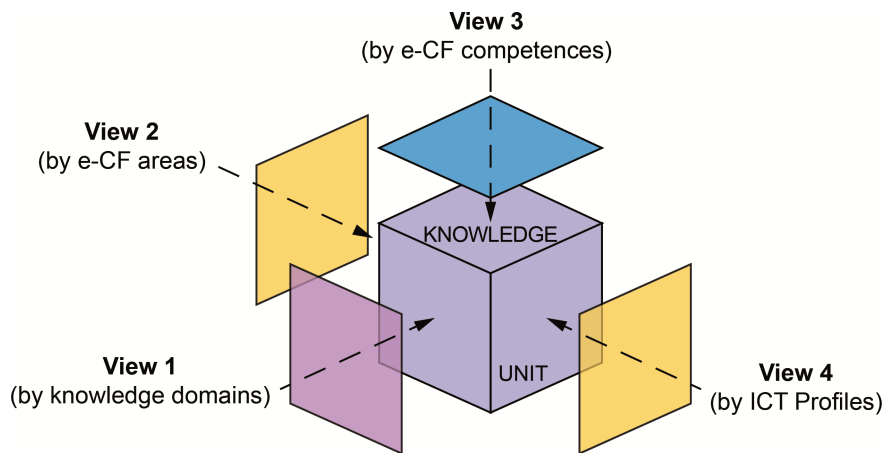 View 3
(by e-CF competences)
View 2
(by e-CF areas)
KNOWLEDGE
UNIT
View 1
(by knowledge domains)
View 4
(by ICT Profiles)